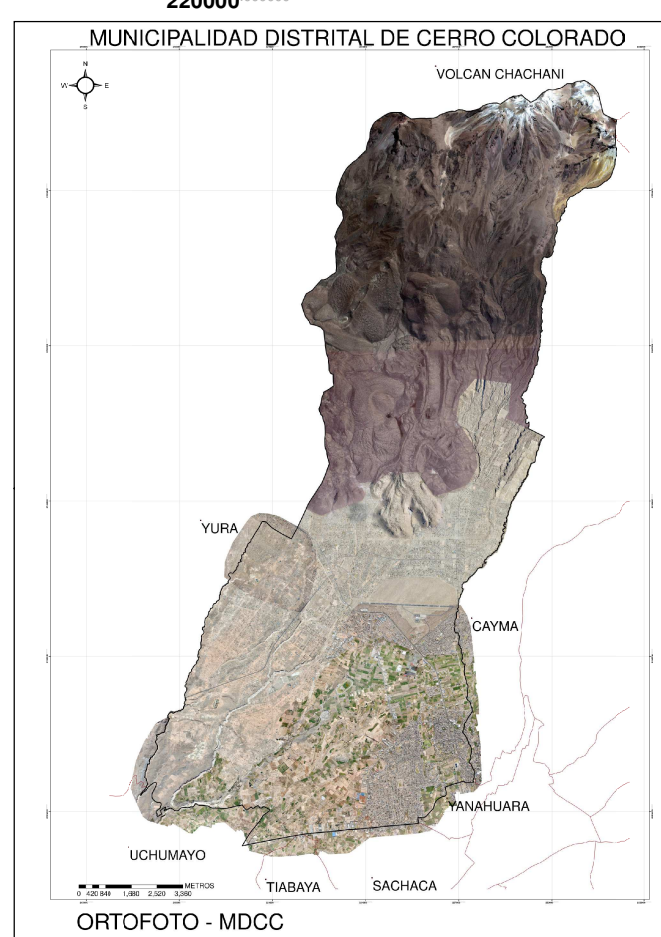 220000
MUNICIPALIDAD DISTRITAL DE CERRO COLORADO
N
W E
S
VOLCAN CHACHANI
YURA
CAYMA
YANAHUARA
UCHUMAYO
TIABAYA
SACHACA
METROS
0 420 840 1,680 2,520 3,360
ORTOFOTO - MDCC